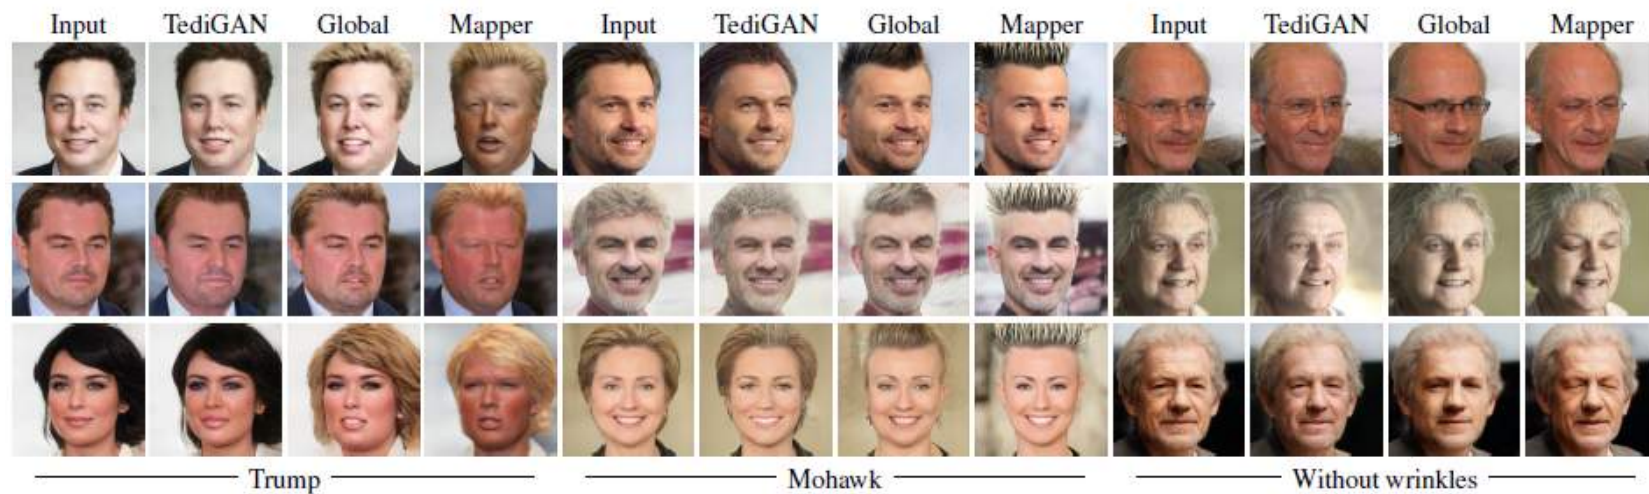 Input TediGAN Global Mapper Input TediGAN Global Mapper Input TediGAN Global Mapper
Trump Mohawk Without wrinkles